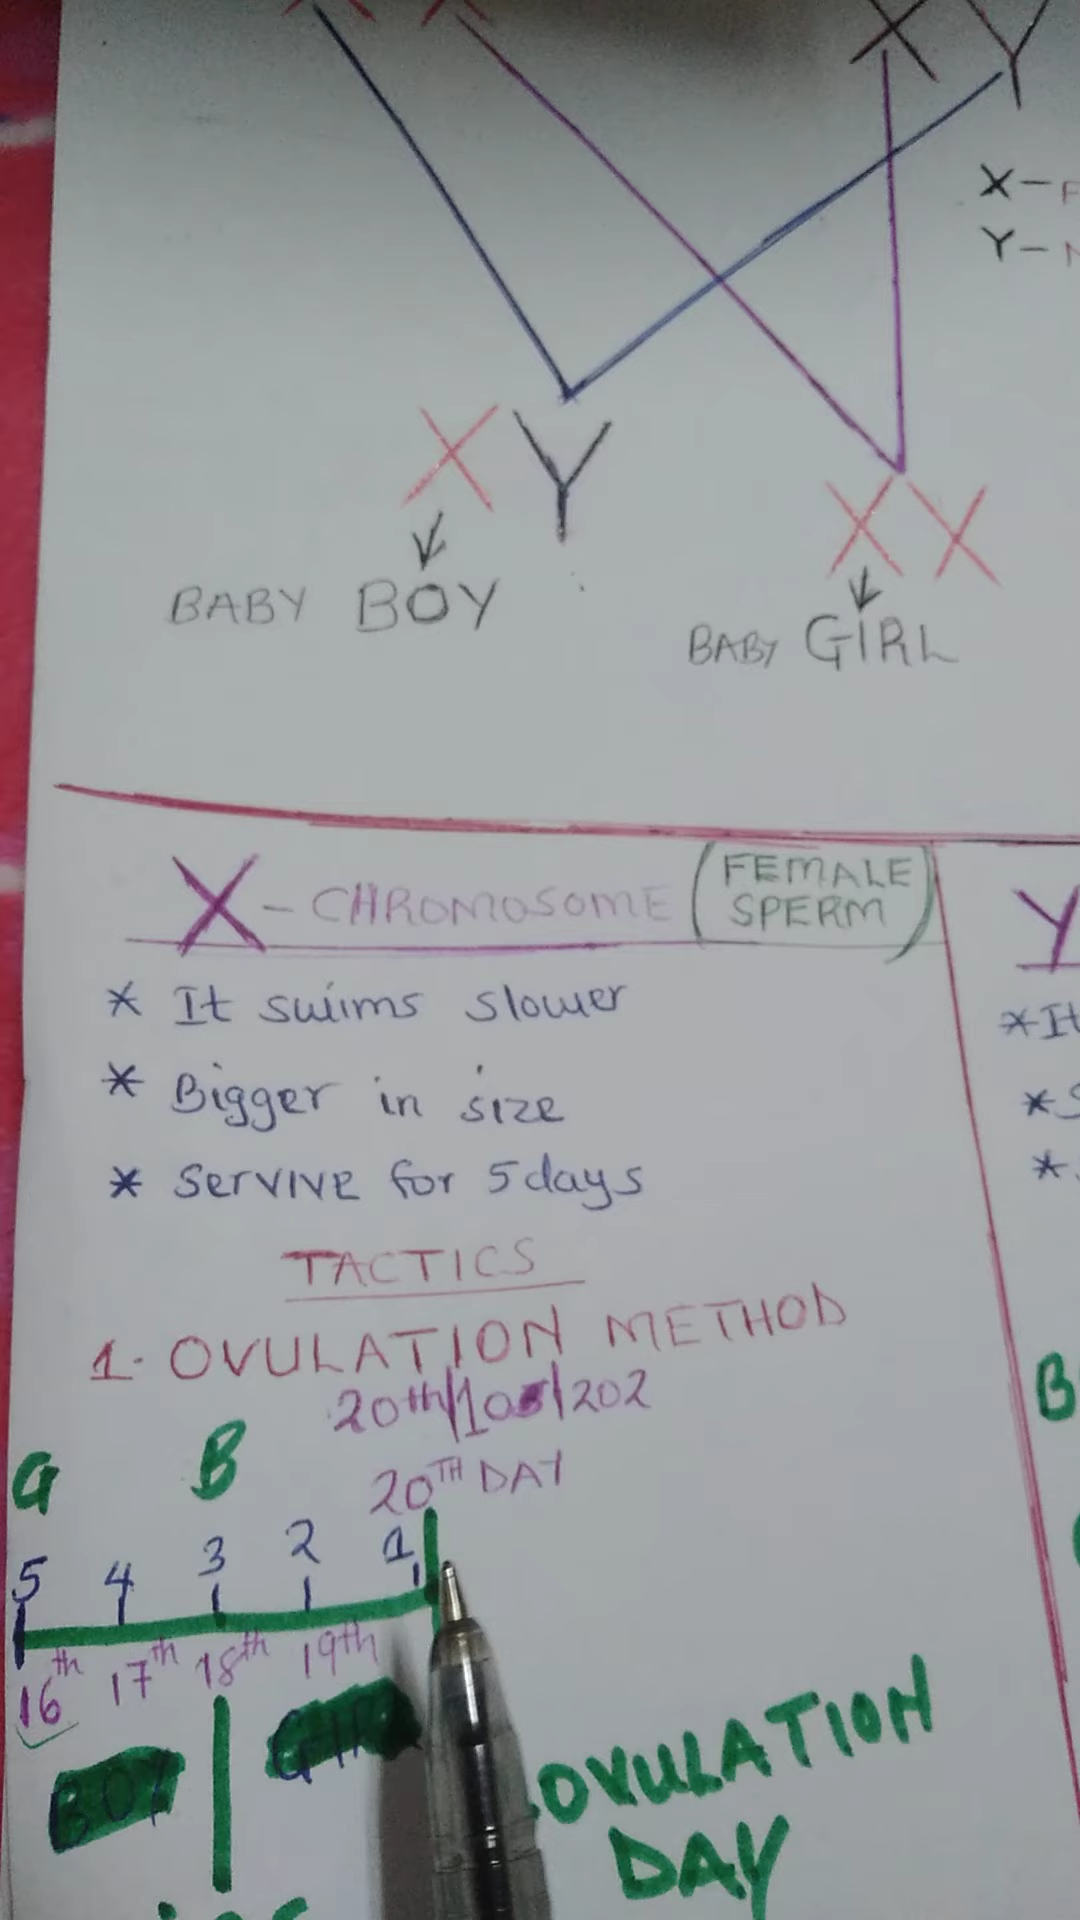 X Y
X-
Y-
X Y
BABY BOY
X X
BABY GIRL
X - CHROMOSOME (FEMALE SPERM)
Y
* It swims slower
* It
* Bigger in size
* S
* Servive for 5 days
*
TACTICS
1. OVULATION METHOD
B
G B
20TH DAY
5 4 3 2 1
16th 17th 18th 19th
OVULATION
DAY